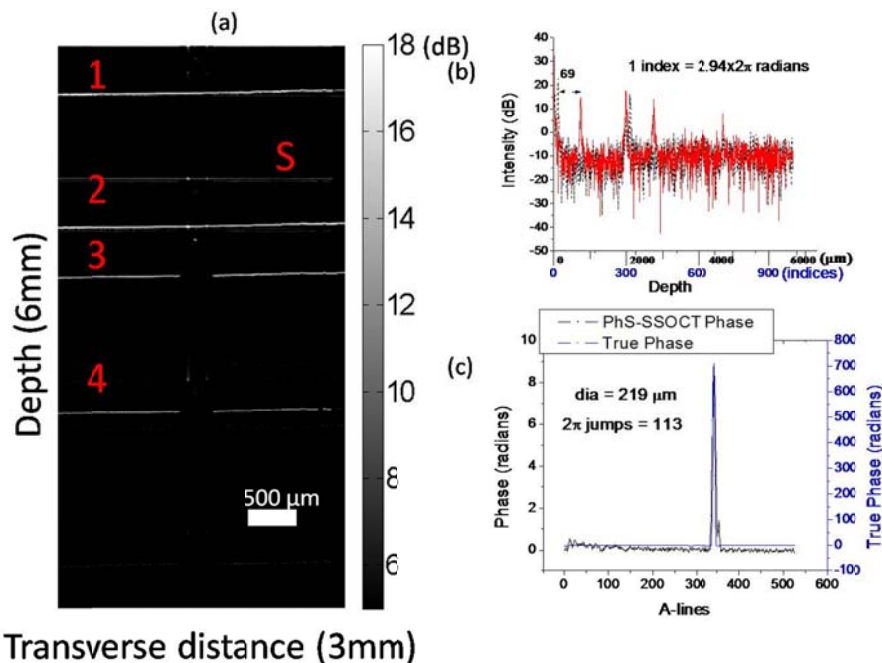 (a)
18 (dB)
16
14
12
10
8
6
1
S
2
3
4
500 μm
Depth (6mm)
Transverse distance (3mm)
(b)
40
30
20
10
0
-10
-20
-30
-40
-50
Intensity (dB)
69
1 index = 2.94x2π radians
0 2000 4000 6000 (μm)
0 300 600 900 (indices)
Depth
(c)
PhS-SSOCT Phase
True Phase
10
8
6
4
2
0
Phase (radians)
dia = 219 μm
2π jumps = 113
800
700
600
500
400
300
200
100
0
-100
True Phase (radians)
0 100 200 300 400 500 600
A-lines